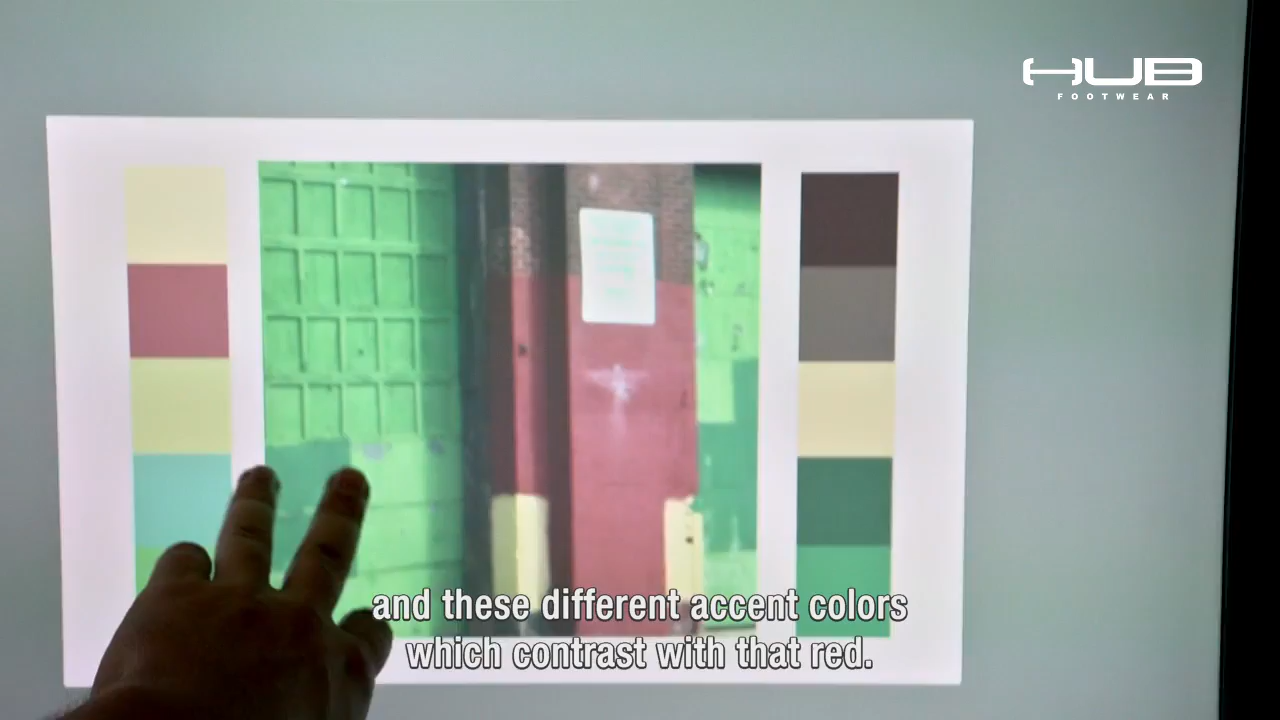 HUB
FOOTWEAR
and these different accent colors
which contrast with that red.